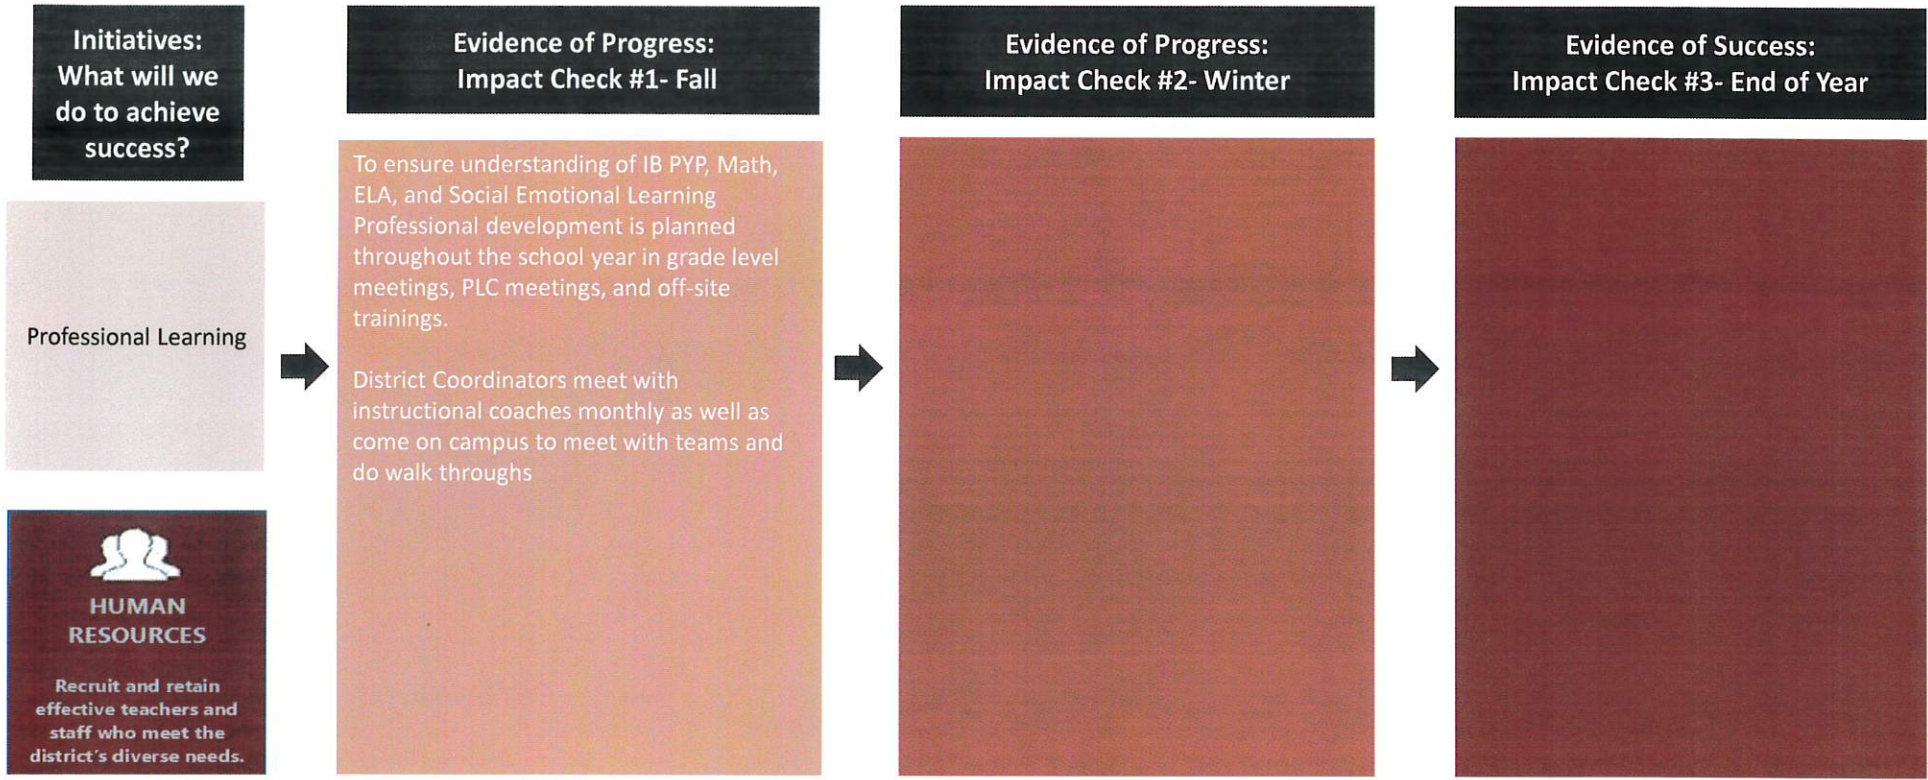 Initiatives:
What will we
do to achieve
success?
Evidence of Progress:
Impact Check #1- Fall
Evidence of Progress:
Impact Check #2- Winter
Evidence of Success:
Impact Check #3- End of Year
Professional Learning
To ensure understanding of IB PYP, Math,
ELA, and Social Emotional Learning
Professional development is planned
throughout the school year in grade level
meetings, PLC meetings, and off-site
trainings.
District Coordinators meet with
instructional coaches monthly as well as
come on campus to meet with teams and
do walk throughs
HUMAN
RESOURCES
Recruit and retain
effective teachers and
staff who meet the
district's diverse needs.